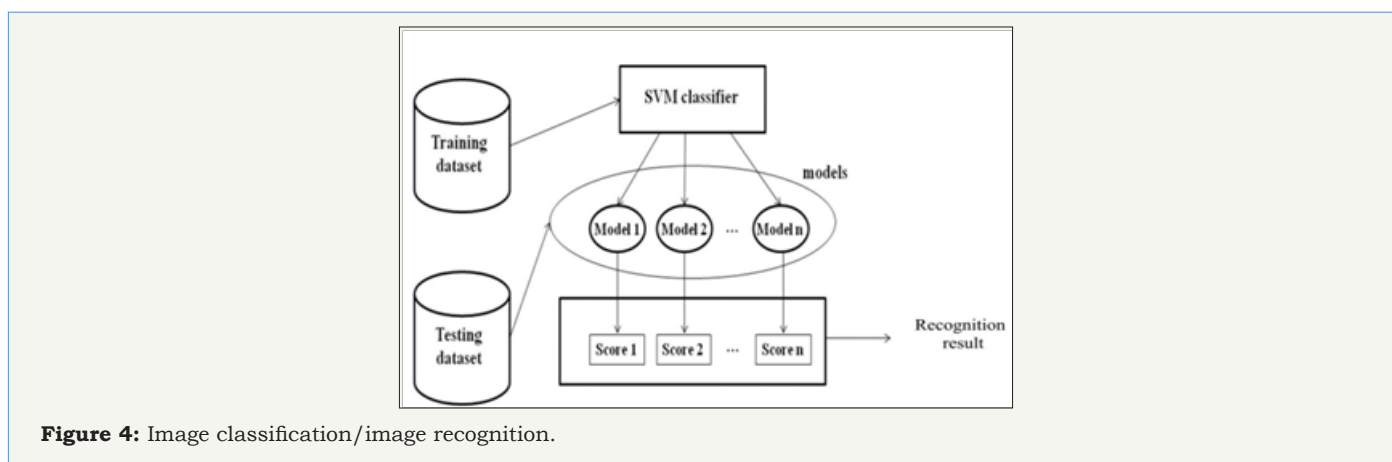 SVM classifier
Training
dataset
models
Model 1 Model 2 ... Model n
Testing
dataset
Score 1 Score 2 ... Score n
Recognition
result
Figure 4: Image classification/image recognition.